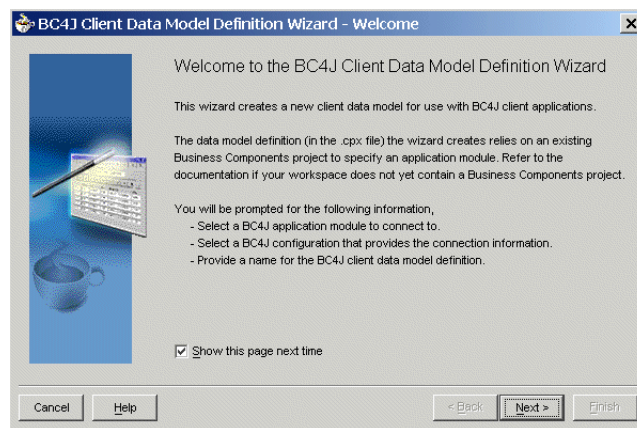 BC4J Client Data Model Definition Wizard - Welcome
Welcome to the BC4J Client Data Model Definition Wizard
This wizard creates a new client data model for use with BC4J client applications.
The data model definition (in the .cpx file) the wizard creates relies on an existing
Business Components project to specify an application module. Refer to the
documentation if your workspace does not yet contain a Business Components project.
You will be prompted for the following information,
- Select a BC4J application module to connect to.
- Select a BC4J configuration that provides the connection information.
- Provide a name for the BC4J client data model definition.
Show this page next time
Cancel Help < Back Next > Finish